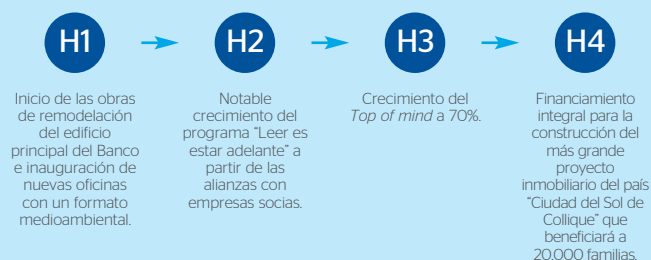 H1
Inicio de las obras
de remodelación
del edificio
principal del Banco
e inauguración de
nuevas oficinas
con un formato
medioambiental.
H2
Notable
crecimiento del
programa "Leer es
estar adelante" a
partir de las
alianzas con
empresas socias.
H3
Crecimiento del
Top of mind a 70%.
H4
Financiamiento
integral para la
construcción del
más grande
proyecto
inmobiliario del país
"Ciudad del Sol de
Collique" que
beneficiará a
20,000 familias.